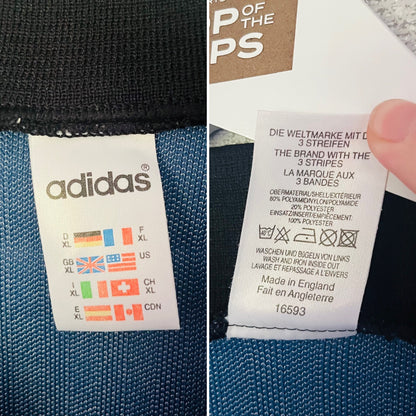 adidas®
D F
XL XL
GB US
XL
I CH
XL XL
E CDN
XL
OP OF
THE
PS
DIE WELTMARKE MIT D
3 STREIFEN
THE BRAND WITH THE
3 STRIPES
LA MARQUE AUX
3 BANDES
OBERMATERIAL/SHELL/EXTERIEUR
80% POLYAMID/NYLON/POLYAMIDE
20% POLYESTER
EINSATZ/INSERT/EMPIECEMENT
100% POLYESTER
WASCHEN UND BÜGELN VON LINKS
WASH AND IRON INSIDE OUT
LAVAGE ET REPASSAGE A L'ENVERS
Made in England
Fait en Angleterre
16593